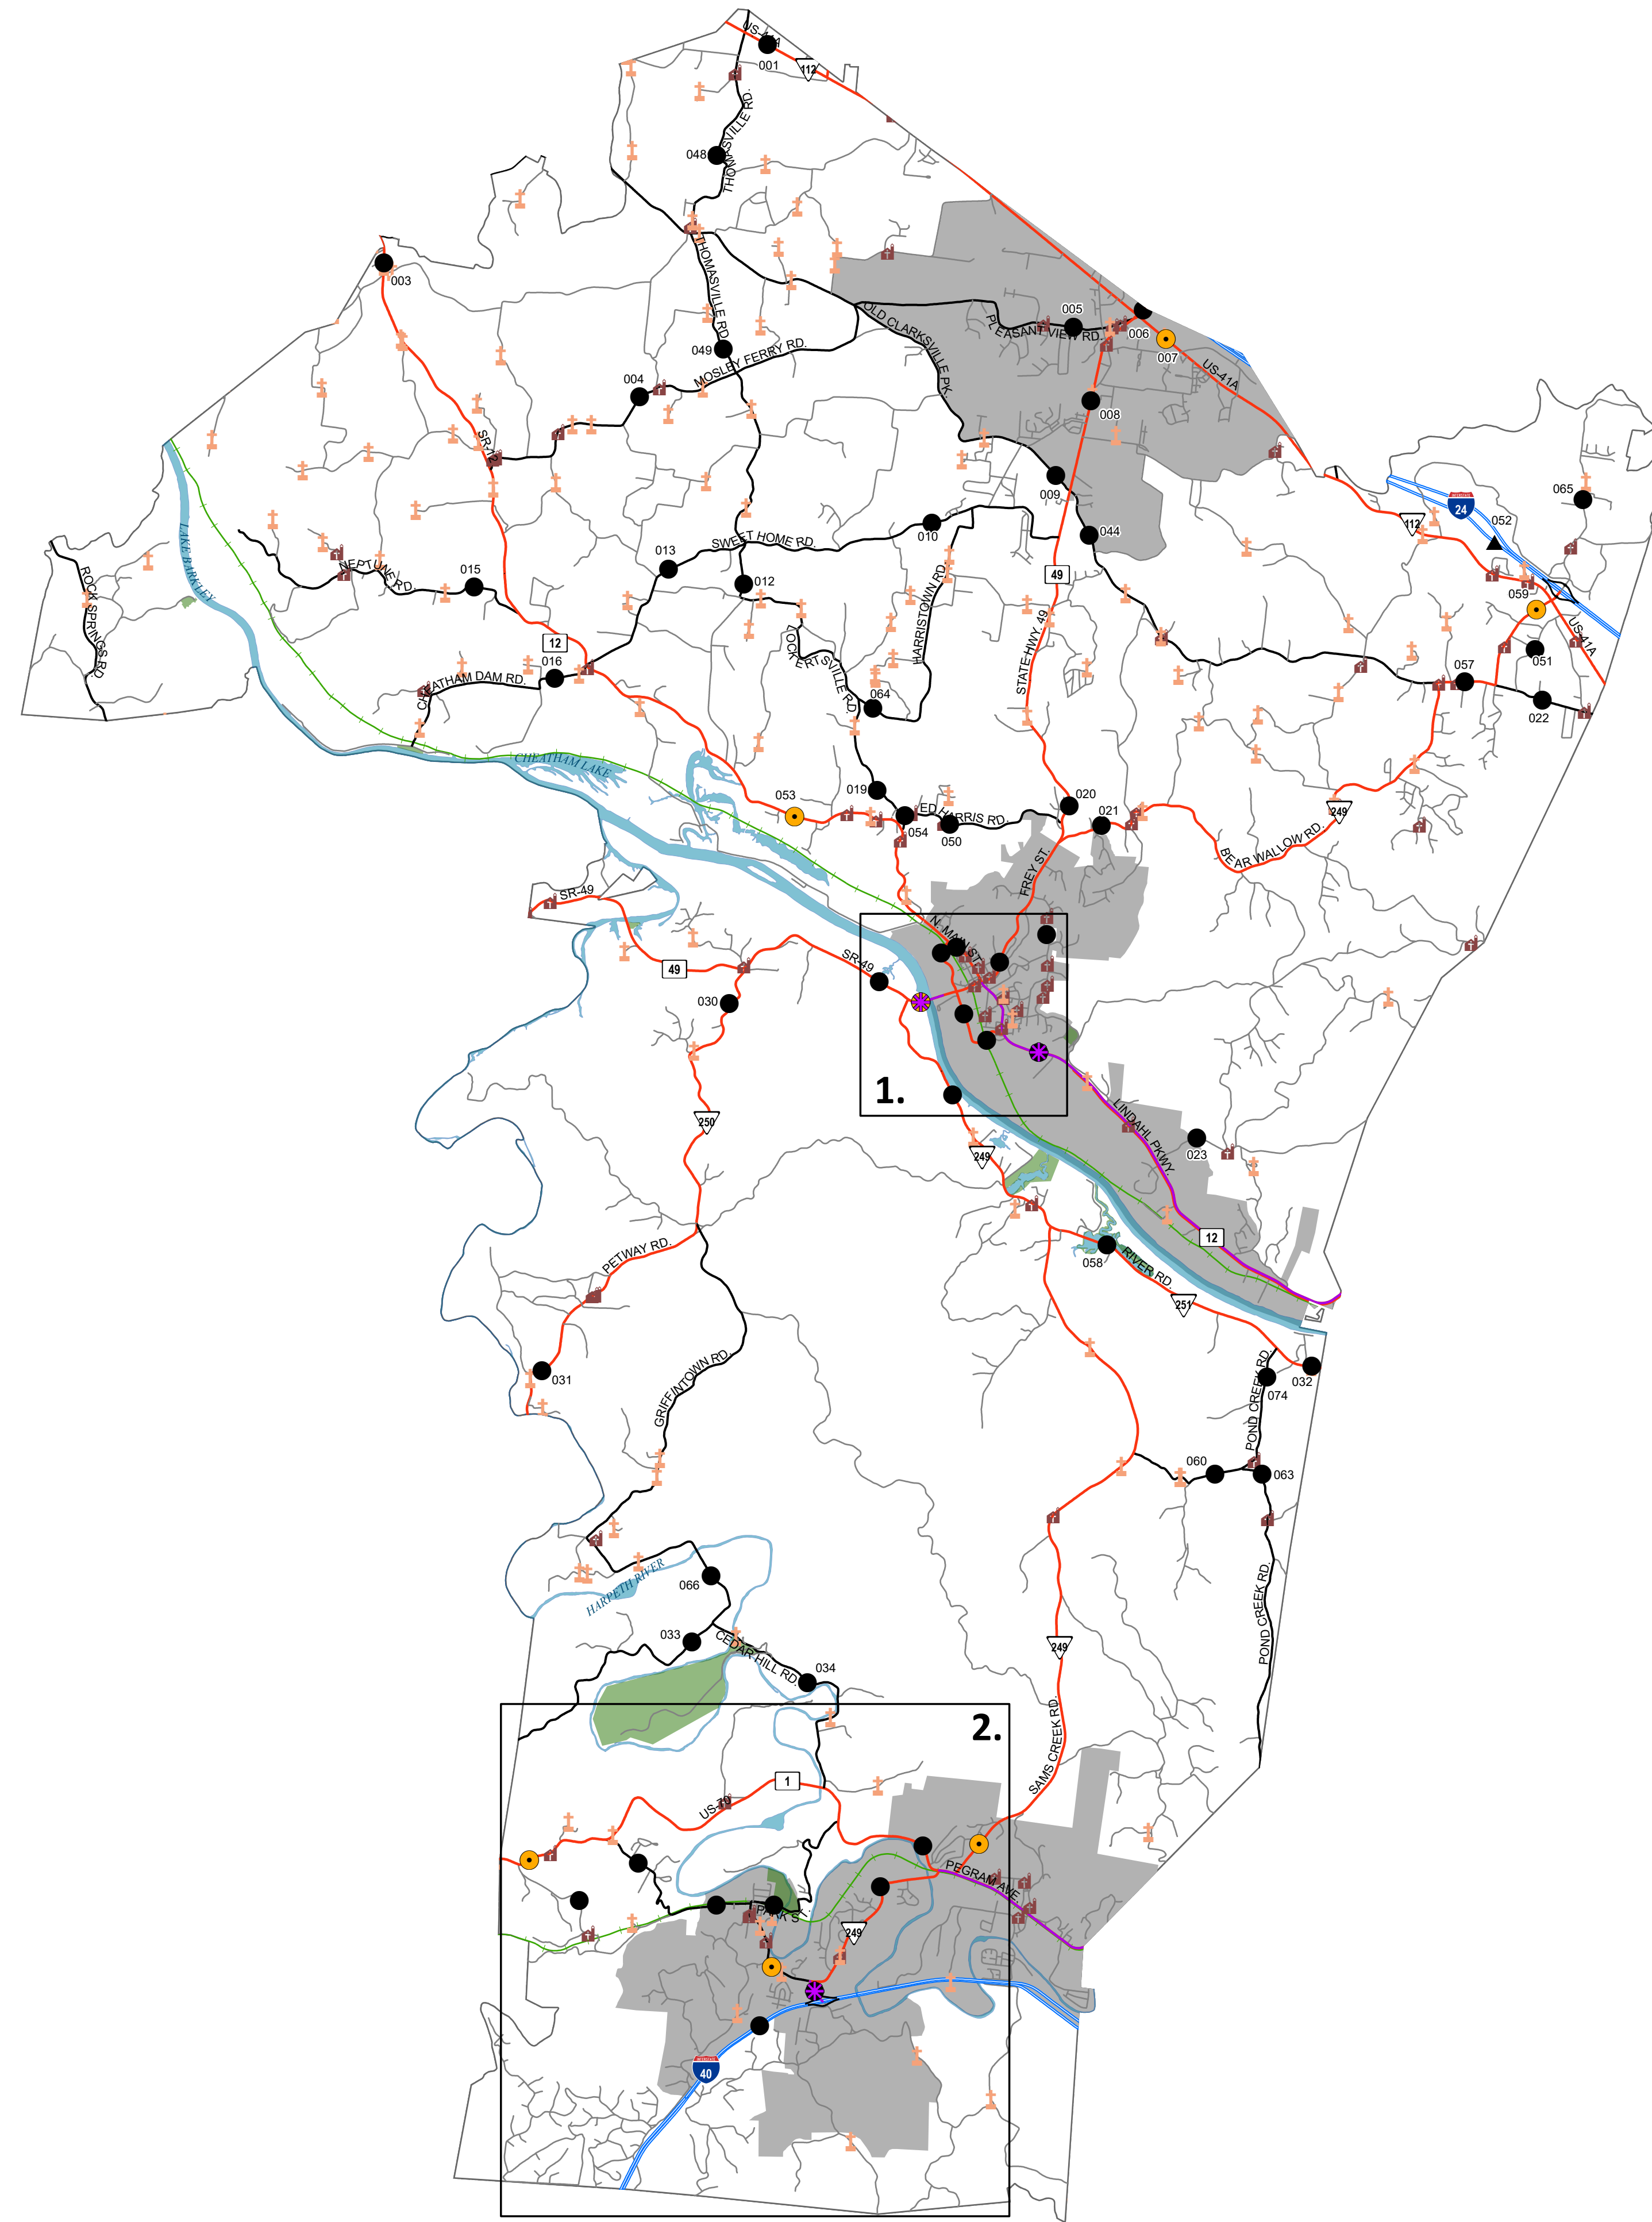 US-41A
001
112
THOMASVILLE RD.
048
THOMASVILLE RD.
003
THOMASVILLE RD.
005
PLEASANT VIEW RD.
006
007
OLD CLARKSVILLE PK.
049
MOSLEY FERRY RD.
US-41A
004
008
SR-12
009
065
24
052
112
LAKE BARKLEY
010
044
SWEET HOME RD.
013
ROCK SPRINGS RD.
NEPTUNE RD.
015
012
49
059
HARRISTOWN RD.
12
US-41A
LOCKERTSVILLE RD.
STATE HWY. 49
051
016
057
CHEATHAM DAM RD.
064
022
CHEATHAM LAKE
053
019
020
ED HARRIS RD.
021
054
050
249
BEAR WALLOW RD.
FREY ST.
SR-49
N. MAIN ST.
49
SR-49
030
1.
250
LINDAHL PKWY.
249
023
12
PETWAY RD.
058
RIVER RD.
251
031
GRIFFINTOWN RD.
POND CREEK RD.
032
074
060
063
HARPETH RIVER
066
POND CREEK RD.
033
CEDAR HILL RD.
034
249
2.
SAMS CREEK RD.
1
US-70
PEGRAM AVE
PARK ST.
249
40